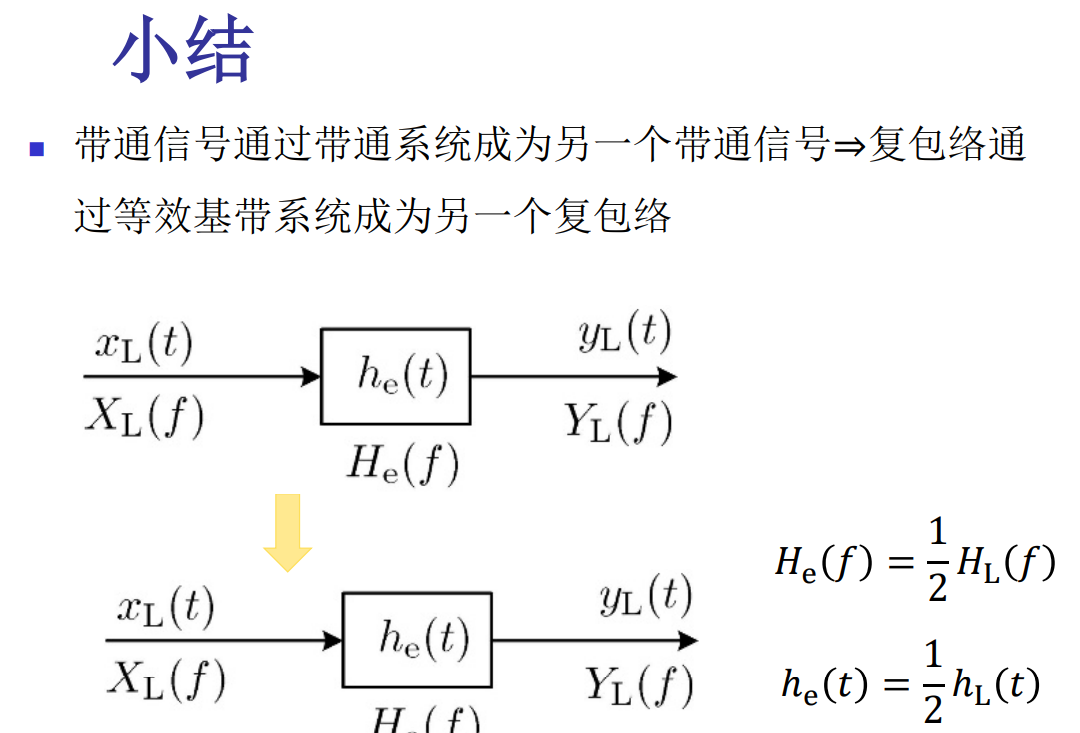 小结
带通信号通过带通系统成为另一个带通信号⇒复包络通
过等效基带系统成为另一个复包络
x_L(t) h_e(t) y_L(t)
X_L(f) H_e(f) Y_L(f)
x_L(t) h_e(t) y_L(t)
X_L(f) H_e(f) Y_L(f)
H_e(f) = 1/2 H_L(f)
h_e(t) = 1/2 h_L(t)